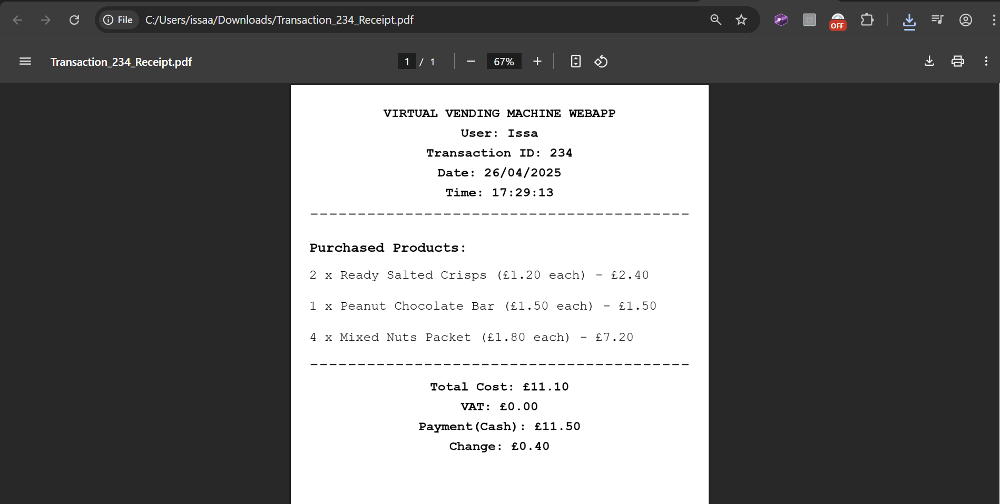 File C:/Users/issaa/Downloads/Transaction_234_Receipt.pdf
OFF
Transaction_234_Receipt.pdf 1 / 1 67%
VIRTUAL VENDING MACHINE WEBAPP
User: Issa
Transaction ID: 234
Date: 26/04/2025
Time: 17:29:13
----------------------------------------
Purchased Products:
2 x Ready Salted Crisps (£1.20 each) - £2.40
1 x Peanut Chocolate Bar (£1.50 each) - £1.50
4 x Mixed Nuts Packet (£1.80 each) - £7.20
----------------------------------------
Total Cost: £11.10
VAT: £0.00
Payment(Cash): £11.50
Change: £0.40